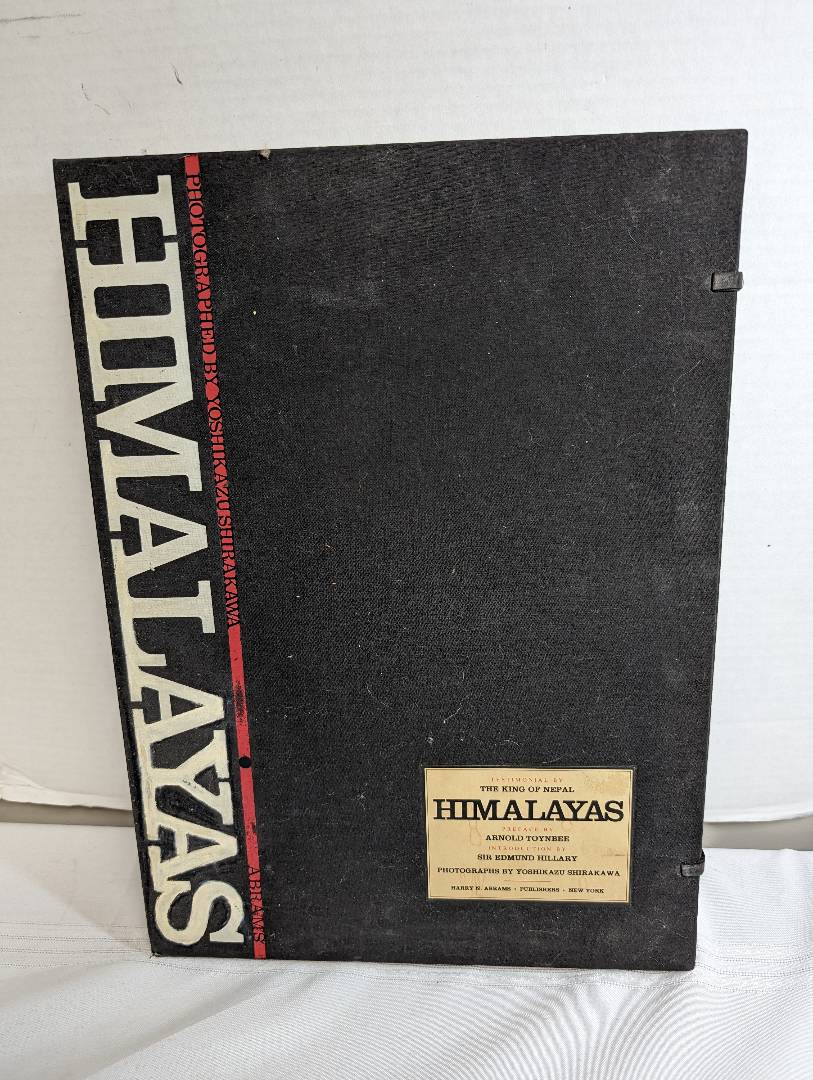 HIMALAYAS
PHOTOGRAPHED BY YOSHIKAZU SHIRAKAWA
ABRAMS
TESTIMONIAL BY
THE KING OF NEPAL
HIMALAYAS
PREFACE BY
ARNOLD TOYNBEE
INTRODUCTION BY
SIR EDMUND HILLARY
PHOTOGRAPHS BY YOSHIKAZU SHIRAKAWA
HARRY N. ABRAMS · PUBLISHERS · NEW YORK